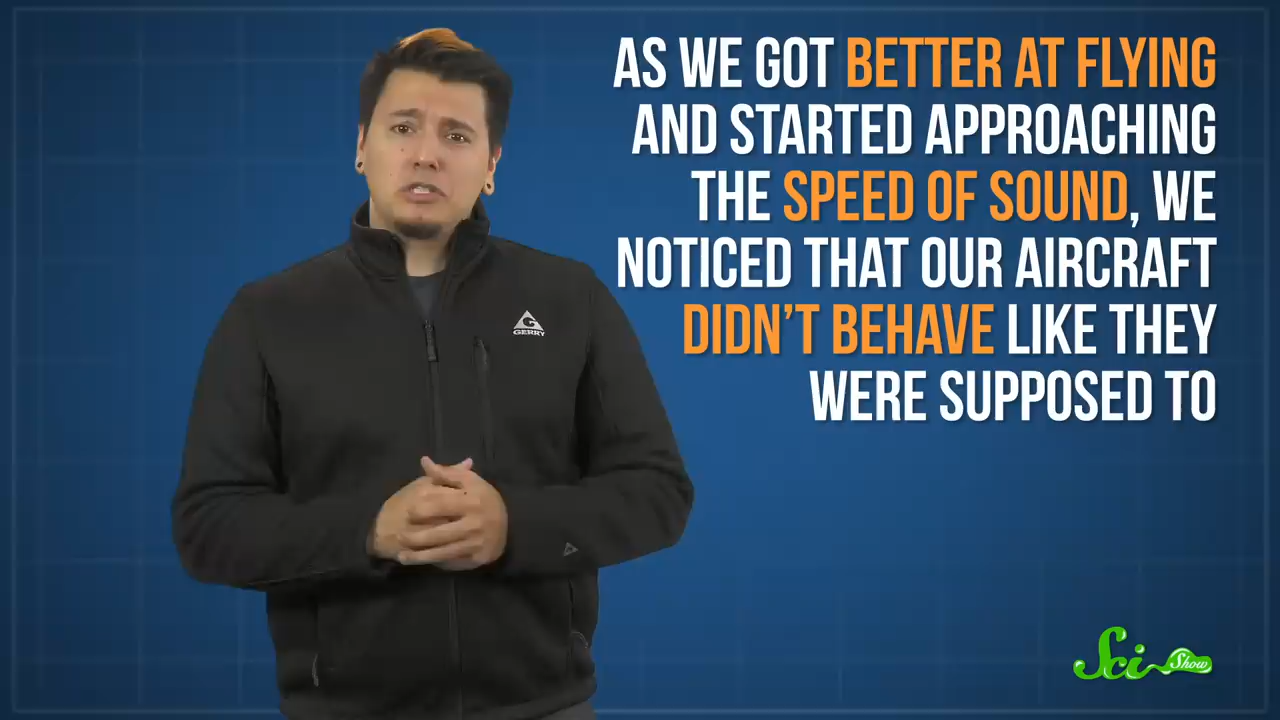 AS WE GOT BETTER AT FLYING
AND STARTED APPROACHING
THE SPEED OF SOUND, WE
NOTICED THAT OUR AIRCRAFT
DIDN'T BEHAVE LIKE THEY
WERE SUPPOSED TO
G
GERRY
Sci Show